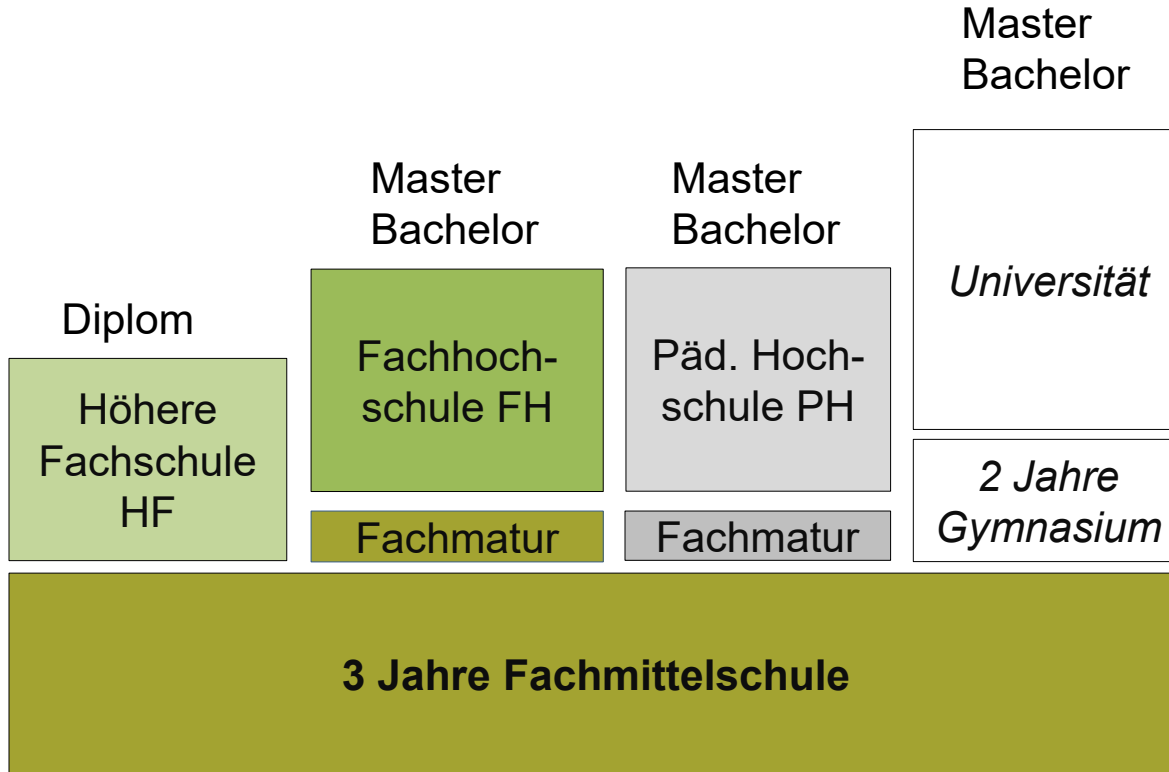 Master
Bachelor
Master
Bachelor
Master
Bachelor
Diplom
Universität
Fachhoch-
schule FH
Päd. Hoch-
schule PH
Höhere
Fachschule
HF
2 Jahre
Gymnasium
Fachmatur
Fachmatur
3 Jahre Fachmittelschule